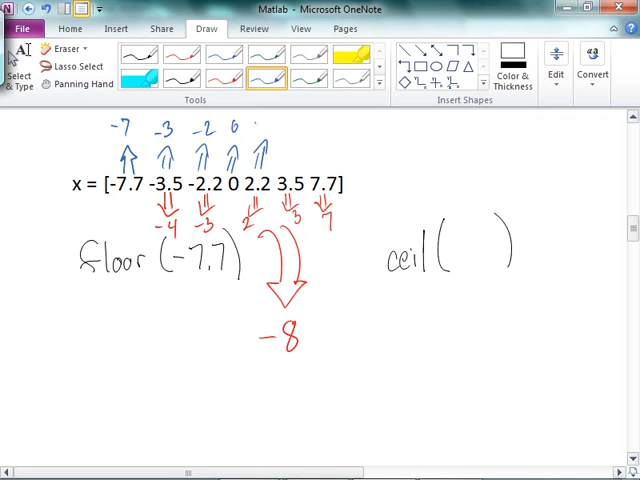 Matlab - Microsoft OneNote
File Home Insert Share Draw Review View Pages
Select & Type
Eraser
Lasso Select
Panning Hand
Color & Thickness
Edit
Convert
Tools
Insert Shapes
-7 -3 -2 0
x = [-7.7 -3.5 -2.2 0 2.2 3.5 7.7]
-4 -3 2 3 7
floor (-7.7) ceil ( )
-8